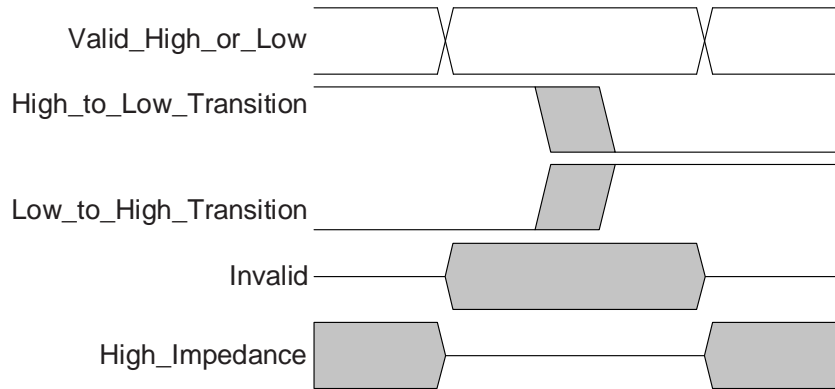 Valid_High_or_Low
High_to_Low_Transition
Low_to_High_Transition
Invalid
High_Impedance